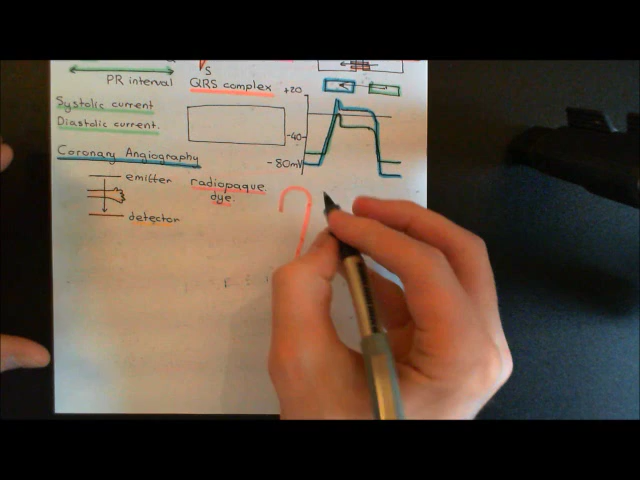 S
PR interval
QRS complex
+20
Systolic current
Diastolic current.
-40
Coronary Angiography
-80mV
emitter
radiopaque
dye.
detector